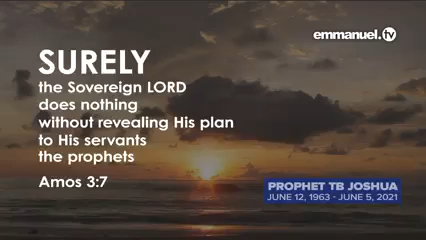 emmanuel.tv
SURELY
the Sovereign LORD
does nothing
without revealing His plan
to His servants
the prophets
Amos 3:7
PROPHET TB JOSHUA
JUNE 12, 1963 - JUNE 5, 2021